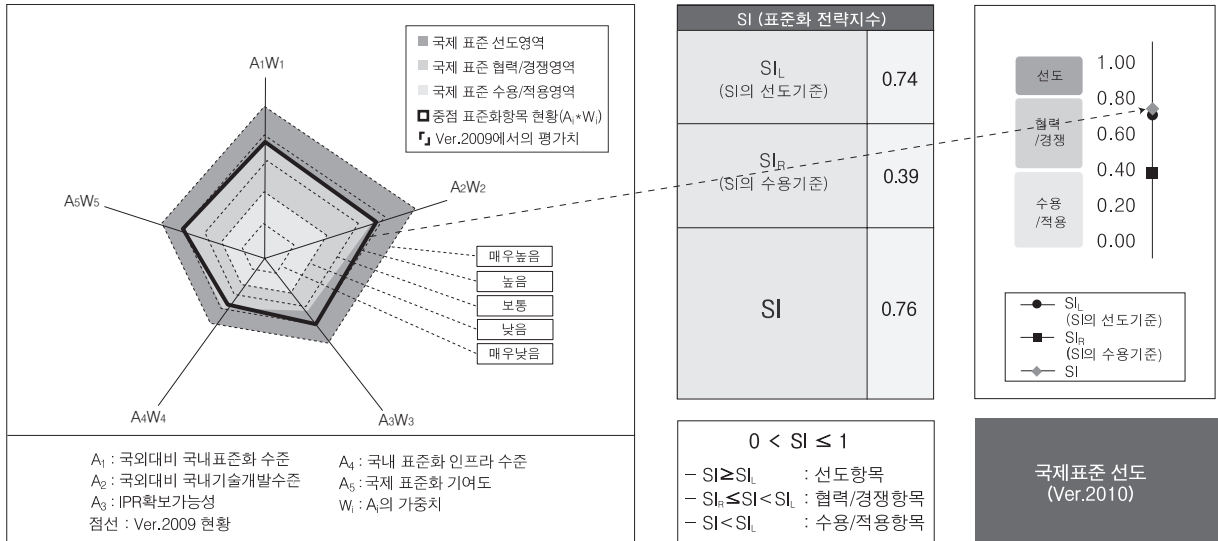 국제 표준 선도영역
국제 표준 협력/경쟁영역
국제 표준 수용/적용영역
중점 표준화항목 현황(Aᵢ*Wᵢ)
Ver.2009에서의 평가치
A₁W₁
A₂W₂
A₅W₅
A₄W₄
A₃W₃
매우높음
높음
보통
낮음
매우낮음
A₁ : 국외대비 국내표준화 수준
A₂ : 국외대비 국내기술개발수준
A₃ : IPR확보가능성
점선 : Ver.2009 현황
A₄ : 국내 표준화 인프라 수준
A₅ : 국제 표준화 기여도
Wᵢ : Aᵢ의 가중치
SI (표준화 전략지수)
SI_L
(SI의 선도기준)
0.74
SI_R
(SI의 수용기준)
0.39
SI
0.76
0 < SI ≤ 1
– SI≥SI_L : 선도항목
– SI_R≤SI<SI_L : 협력/경쟁항목
– SI<SI_L : 수용/적용항목
선도
협력
/경쟁
수용
/적용
1.00
0.80
0.60
0.40
0.20
0.00
SI_L
(SI의 선도기준)
SI_R
(SI의 수용기준)
SI
국제표준 선도
(Ver.2010)